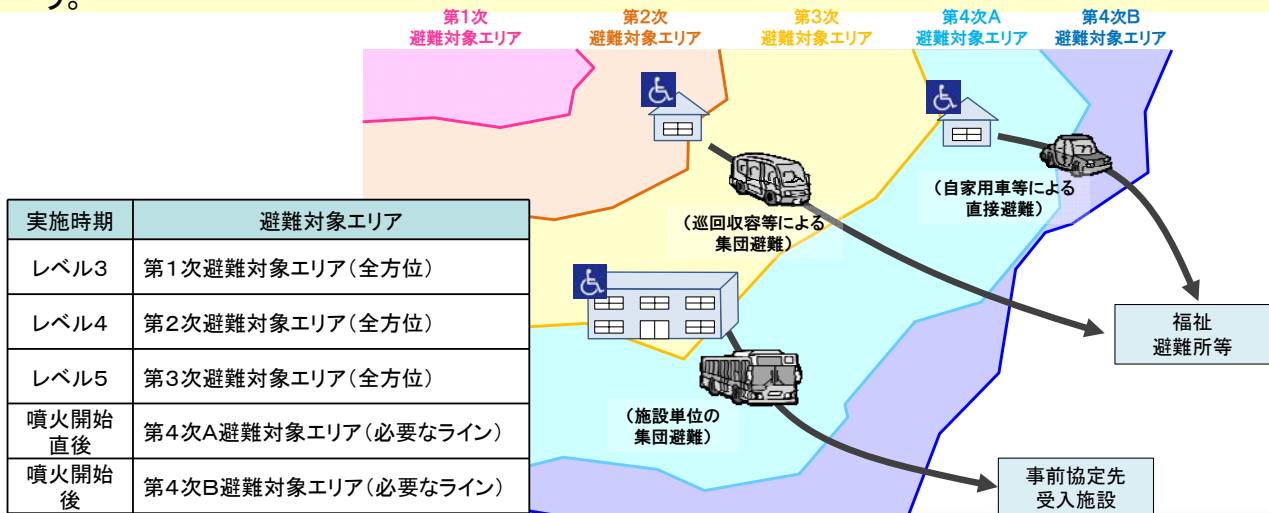 す。
第1次
避難対象エリア
第2次
避難対象エリア
第3次
避難対象エリア
第4次A
避難対象エリア
第4次B
避難対象エリア
(自家用車等による
直接避難)
(巡回収容等による
集団避難)
(施設単位の
集団避難)
福祉
避難所等
事前協定先
受入施設
実施時期 避難対象エリア
レベル3 第1次避難対象エリア(全方位)
レベル4 第2次避難対象エリア(全方位)
レベル5 第3次避難対象エリア(全方位)
噴火開始
直後 第4次A避難対象エリア(必要なライン)
噴火開始
後 第4次B避難対象エリア(必要なライン)